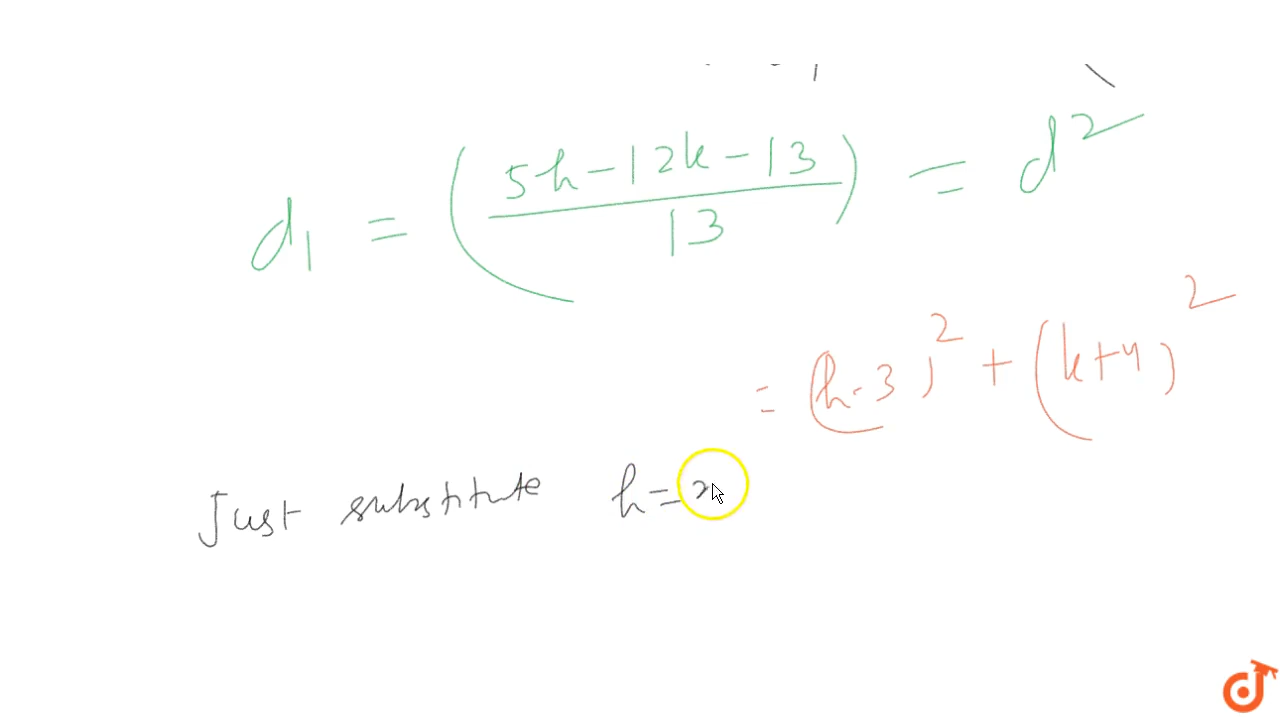 d₁ = (5h-12k-13/13) = d²
= (h-3)² + (k+4)²
Just substitute h=x